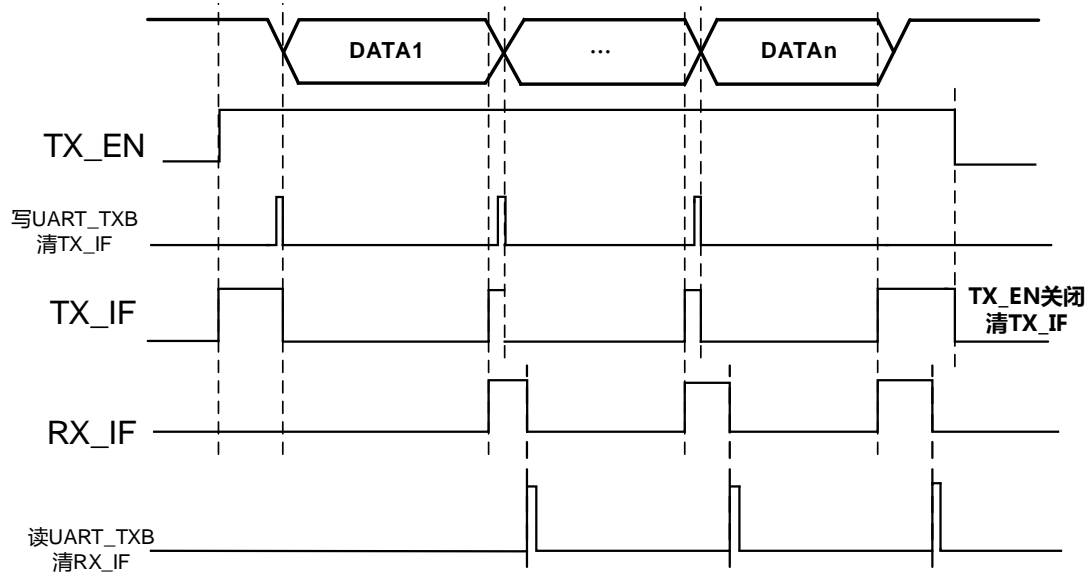 DATA1 ... DATAn
TX_EN
写UART_TXB
清TX_IF
TX_IF
TX_EN关闭
清TX_IF
RX_IF
读UART_TXB
清RX_IF